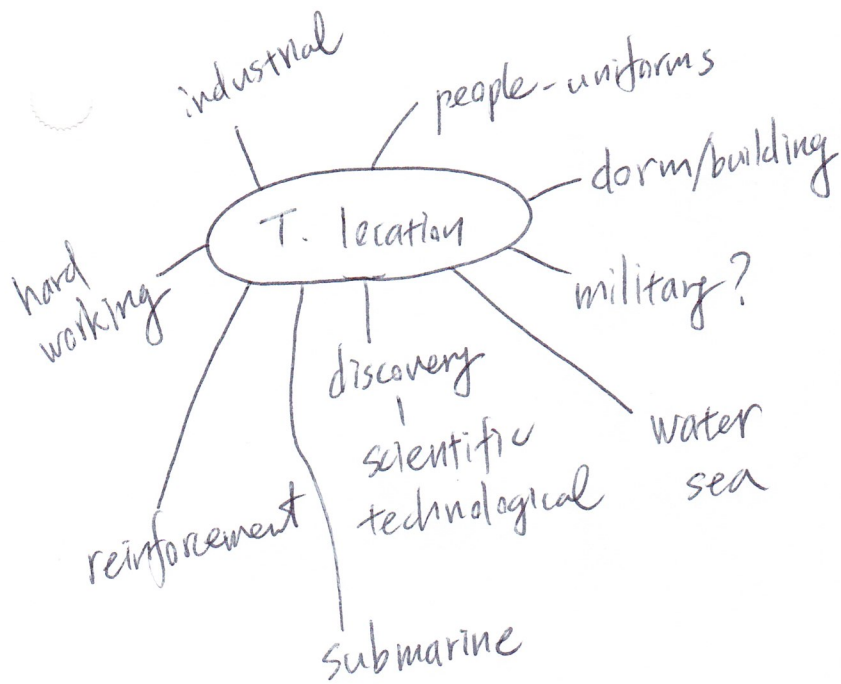 industrial
people-uniforms
dorm/building
T. location
hard
working
military?
discovery
scientific
technological
water
sea
reinforcement
submarine